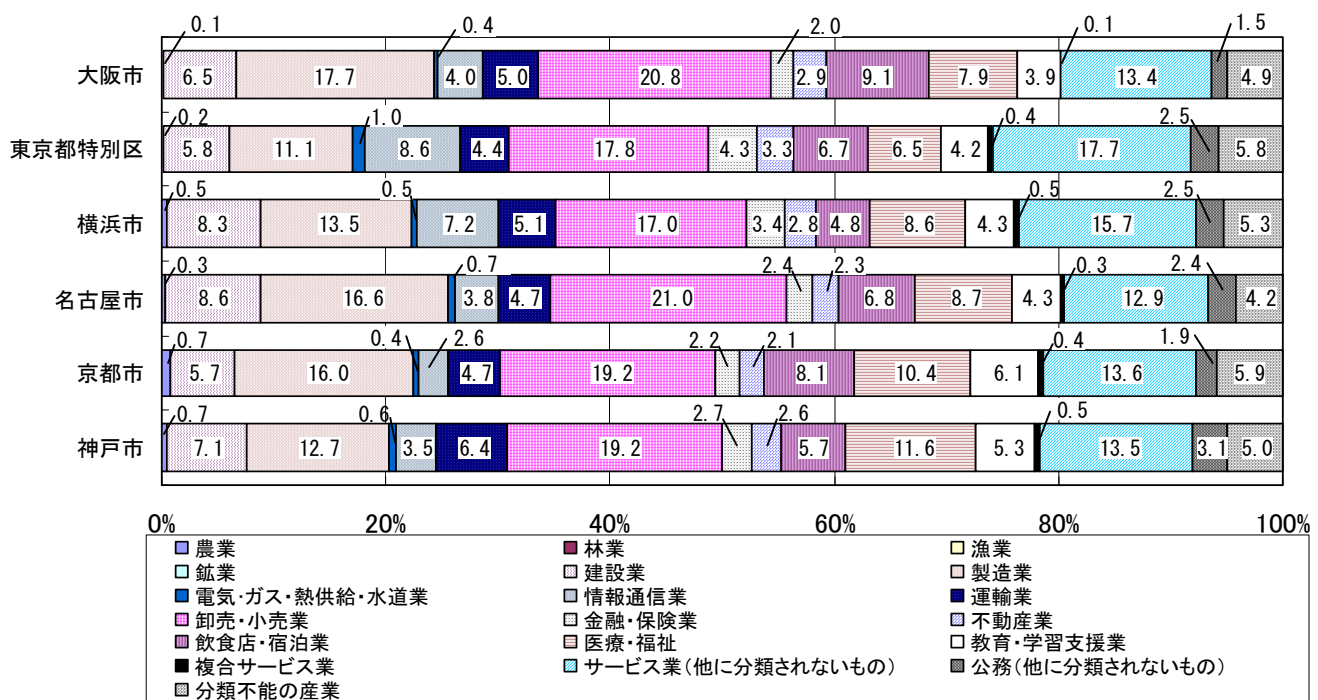 0.1 0.4 2.0 0.1 1.5
大阪市 6.5 17.7 4.0 5.0 20.8 2.9 9.1 7.9 3.9 13.4 4.9
0.2 1.0 0.4 2.5
東京都特別区 5.8 11.1 8.6 4.4 17.8 4.3 3.3 6.7 6.5 4.2 17.7 5.8
0.5 0.5 0.5 2.5
横浜市 8.3 13.5 7.2 5.1 17.0 3.4 2.8 4.8 8.6 4.3 15.7 5.3
0.3 0.7 2.4 2.3 0.3 2.4
名古屋市 8.6 16.6 3.8 4.7 21.0 6.8 8.7 4.3 12.9 4.2
0.7 0.4 2.6 2.2 2.1 0.4 1.9
京都市 5.7 16.0 4.7 19.2 8.1 10.4 6.1 13.6 5.9
0.7 0.6 2.7 2.6 0.5
神戸市 7.1 12.7 3.5 6.4 19.2 5.7 11.6 5.3 13.5 3.1 5.0
0% 20% 40% 60% 80% 100%
農業 林業 漁業
鉱業 建設業 製造業
電気・ガス・熱供給・水道業 情報通信業 運輸業
卸売・小売業 金融・保険業 不動産業
飲食店・宿泊業 医療・福祉 教育・学習支援業
複合サービス業 サービス業(他に分類されないもの) 公務(他に分類されないもの)
分類不能の産業